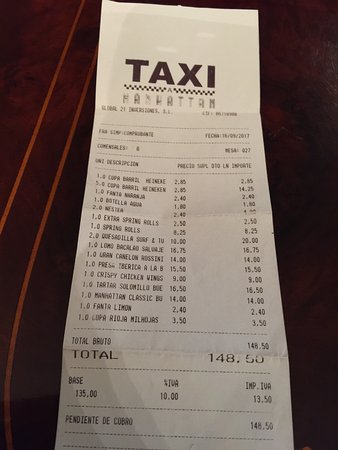 TAXI
A
MANHATTAN
GLOBAL 21 INVERSIONES, S.L. CIF:
FRA SIMP/COMPROBANTE FECHA:16/09/2017
COMENSALES: 8 MESA: 027
UNI DESCRIPCION PRECIO SUPL DTO LN IMPORTE
1.0 COPA BARRIL HEINEKE 2.85 2.85
5.0 COPA BARRIL HEINEKEN 2.85 14.25
1.0 FANTA NARANJA 2.40 2.40
1.0 BOTELLA AGUA 1.80 1.80
2.0 NESTEA 2.40 4.80
1.0 EXTRA SPRING ROLLS 2.85
1.0 SPRING ROLLS 8.25 8.25
2.0 QUESADILLA SURF & TU 10.00 20.00
1.0 LOMO BACALAO SALVAJE 16.75 16.75
1.0 GRAN CANELON ROSSINI 14.00 14.00
1.0 PRESA IBERICA A LA B 15.50 15.50
1.0 CRISPY CHICKEN WINGS 9.00 9.00
1.0 TARTAR SOLOMILLO BUE 16.50 16.50
1.0 MANHATTAN CLASSIC BU 14.00 14.00
1.0 FANTA LIMON 2.40 2.40
1.0 COPA RIOJA MILHOJAS 3.50 3.50
TOTAL BRUTO 148.50
TOTAL 148.50
BASE %IVA IMP.IVA
135,00 10.00 13.50
PENDIENTE DE COBRO 148.50